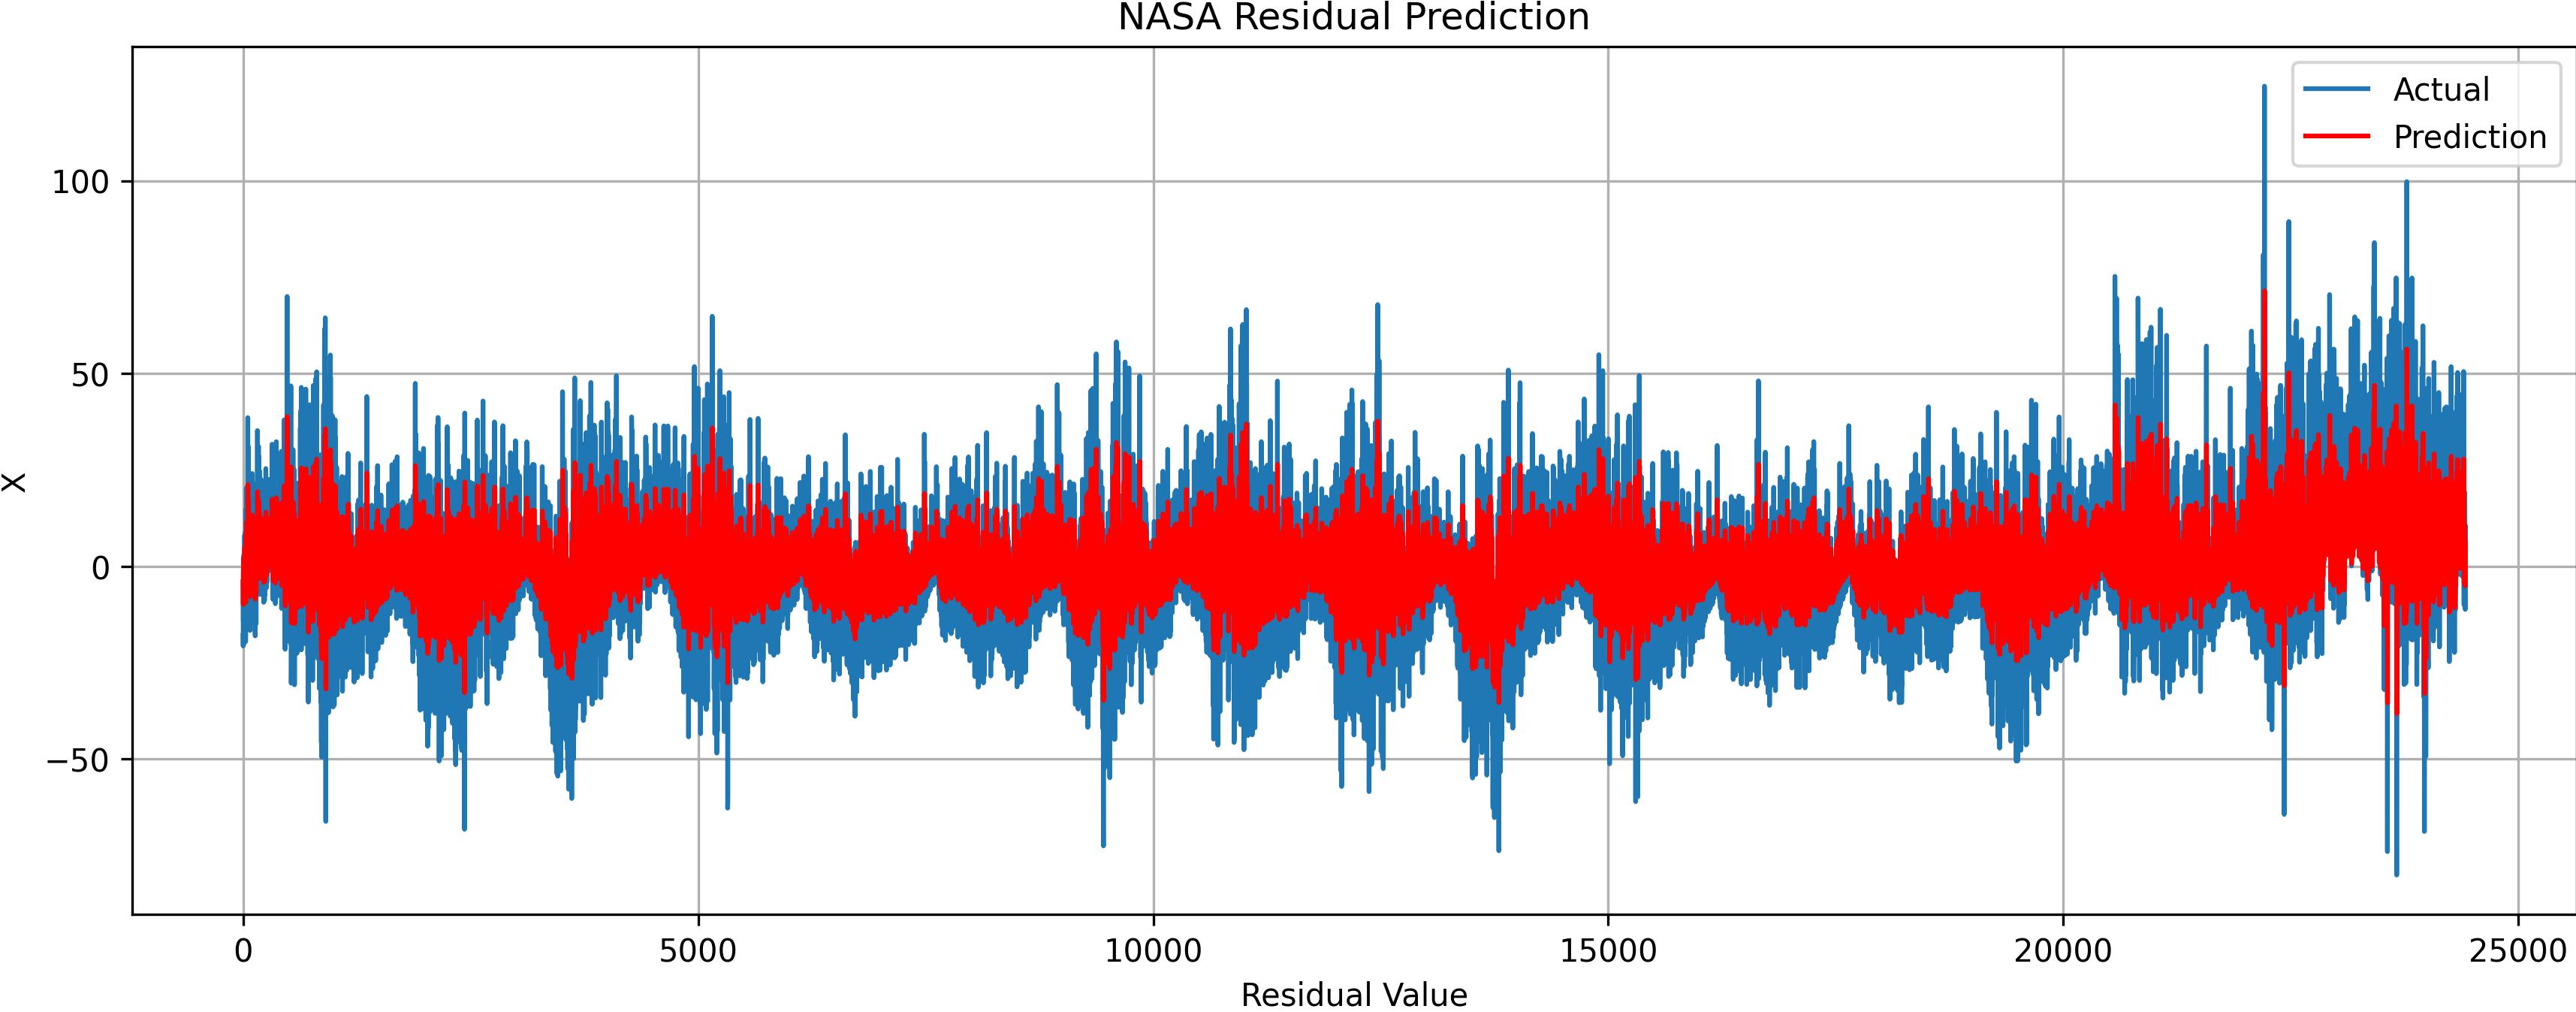 NASA Residual Prediction
Actual
Prediction
100
50
0
−50
X
0 5000 10000 15000 20000 25000
Residual Value